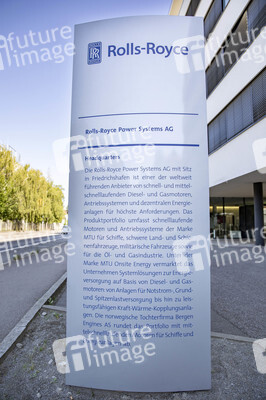 Rolls-Royce
Rolls-Royce Power Systems AG
Headquarters
Die Rolls-Royce Power Systems AG mit Sitz
in Friedrichshafen ist einer der weltweit
führenden Anbieter von schnell- und mittel-
schnelllaufenden Diesel- und Gasmotoren,
Antriebssystemen und dezentralen Energie-
anlagen für höchste Anforderungen. Das
Produktportfolio umfasst schnelllaufende
Motoren und Antriebssysteme der Marke
MTU für Schiffe, schwere Land- und Schie-
nenfahrzeuge, militärische Fahrzeuge, sowie
für die Öl- und Gasindustrie. Unter der
Marke MTU Onsite Energy vermarktet das
Unternehmen Systemlösungen zur Energie-
versorgung auf Basis von Diesel- und Gas-
motoren von Anlagen für Notstrom-, Grund-
und Spitzenlastversorgung bis hin zu leis-
tungsfähigen Kraft-Wärme-Kopplungsanla-
gen. Die norwegische Tochterfirma Bergen
Engines AS rundet das Portfolio mit mit-
für Schiffe und
imago images